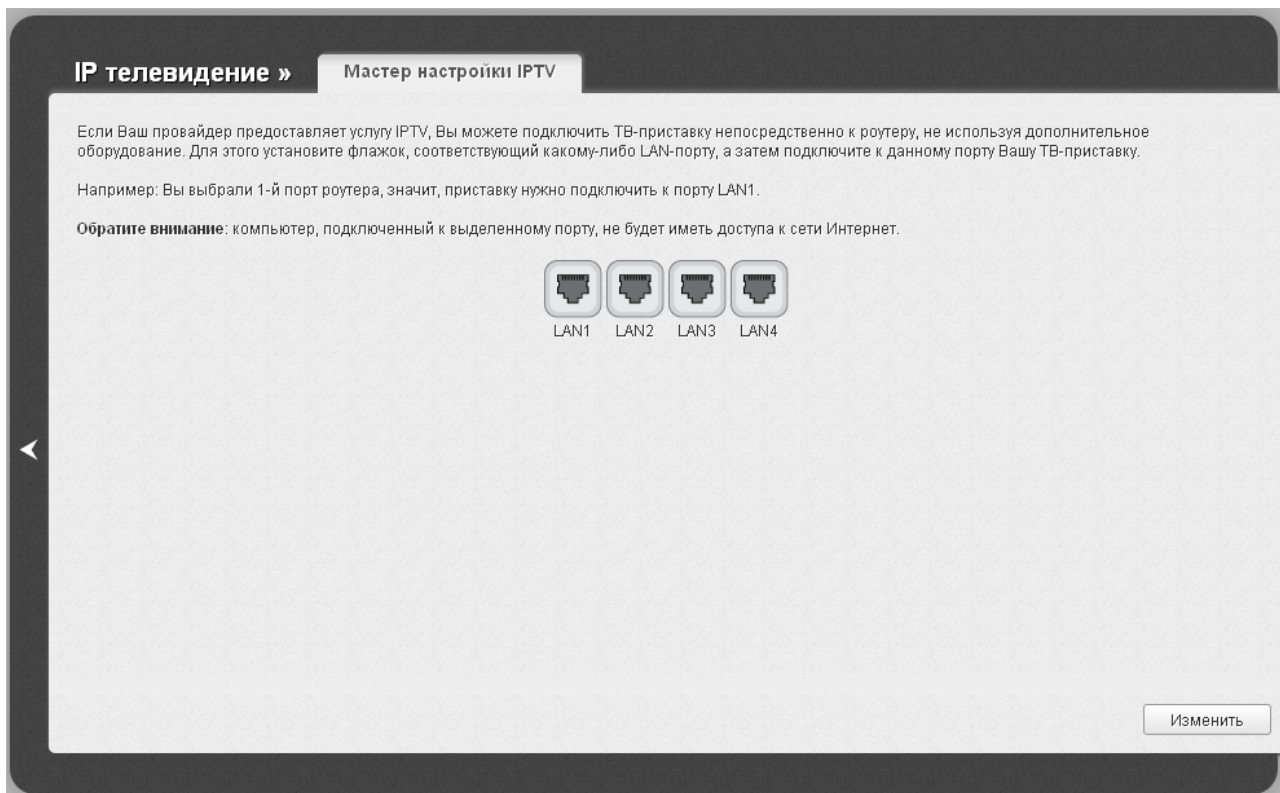 IP телевидение »
Мастер настройки IPTV
Если Ваш провайдер предоставляет услугу IPTV, Вы можете подключить ТВ-приставку непосредственно к роутеру, не используя дополнительное
оборудование. Для этого установите флажок, соответствующий какому-либо LAN-порту, а затем подключите к данному порту Вашу ТВ-приставку.
Например: Вы выбрали 1-й порт роутера, значит, приставку нужно подключить к порту LAN1.
Обратите внимание: компьютер, подключенный к выделенному порту, не будет иметь доступа к сети Интернет.
LAN1 LAN2 LAN3 LAN4
Изменить